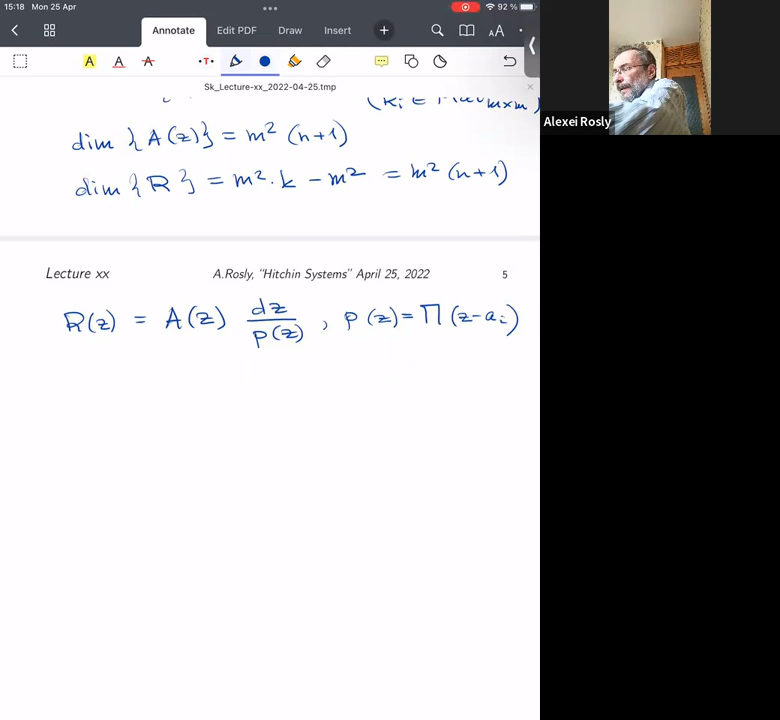 15:18 Mon 25 Apr 92 %
Annotate Edit PDF Draw Insert
A A A T AA
Sk_Lecture-xx_2022-04-25.tmp
dim { A(z) } = m² (n+1)
dim { R } = m² · k − m² = m² (n+1)
Lecture xx A.Rosly, “Hitchin Systems” April 25, 2022 5
R(z) = A(z) dz/p(z) , p(z) = Π (z−aᵢ)
Alexei Rosly